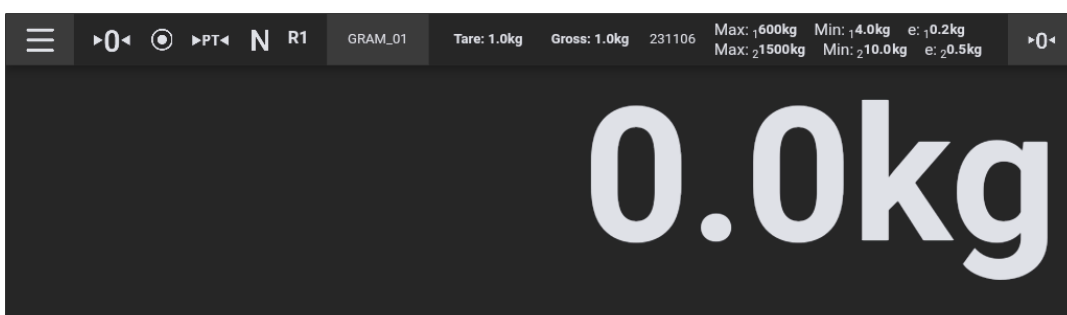 ▸0◂ ▸PT◂ N R1 GRAM_01 Tare: 1.0kg Gross: 1.0kg 231106 Max: ₁600kg Min: ₁4.0kg e: ₁0.2kg ▸0◂
Max: ₂1500kg Min: ₂10.0kg e: ₂0.5kg
0.0kg